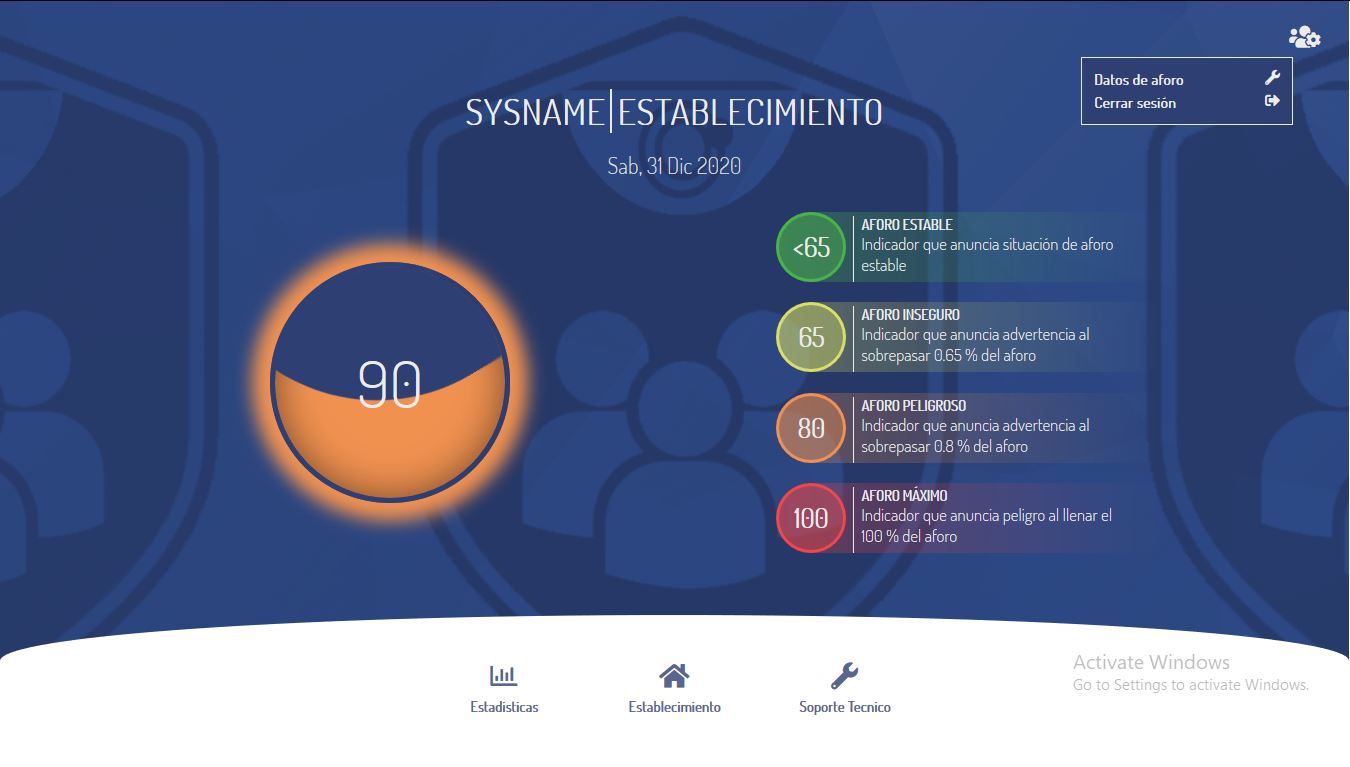 Datos de aforo
Cerrar sesión
SYSNAME|ESTABLECIMIENTO
Sab, 31 Dic 2020
90
<65
AFORO ESTABLE
Indicador que anuncia situación de aforo
estable
65
AFORO INSEGURO
Indicador que anuncia advertencia al
sobrepasar 0.65 % del aforo
80
AFORO PELIGROSO
Indicador que anuncia advertencia al
sobrepasar 0.8 % del aforo
100
AFORO MÁXIMO
Indicador que anuncia peligro al llenar el
100 % del aforo
Estadisticas
Establecimiento
Soporte Tecnico
Activate Windows
Go to Settings to activate Windows.